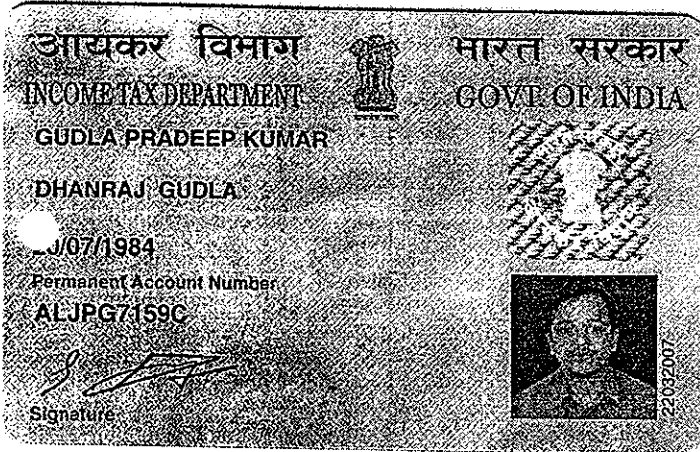 आयकर विभाग
भारत सरकार
INCOME TAX DEPARTMENT
GOVT. OF INDIA
GUDLA PRADEEP KUMAR
DHANRAJ GUDLA
0/07/1984
Permanent Account Number
ALJPG7159C
Signature
22032007